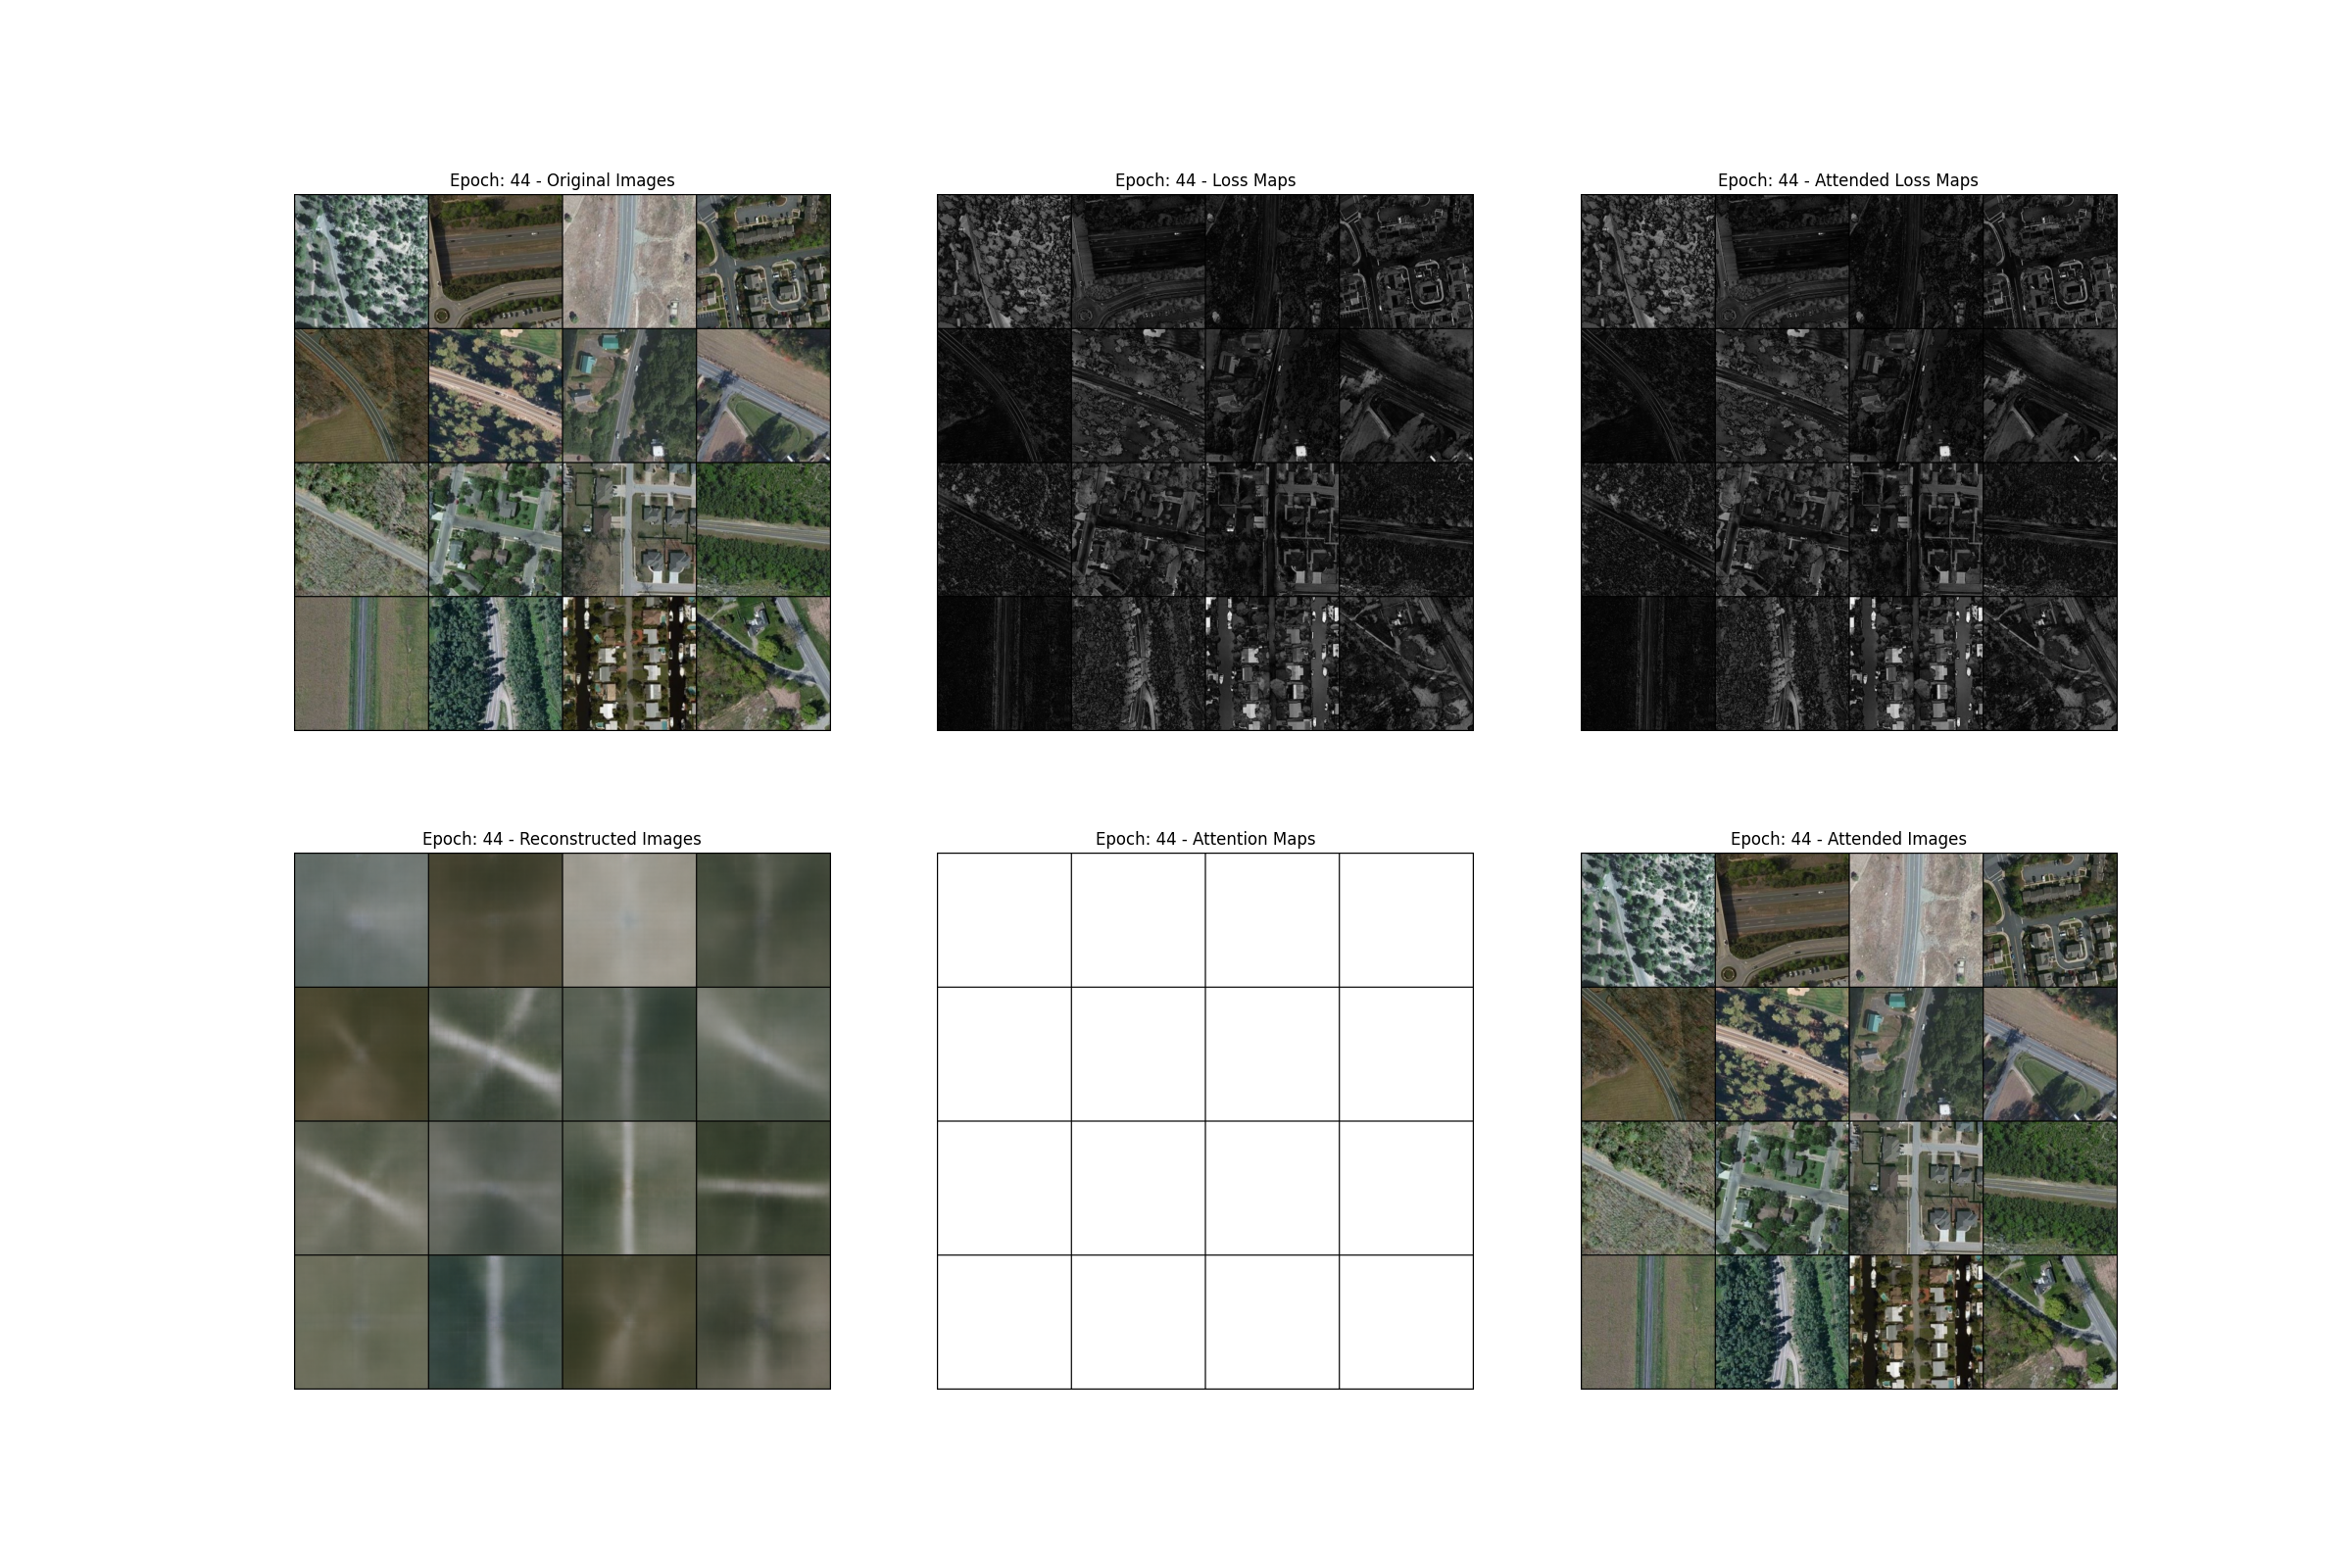 Epoch: 44 - Original Images
Epoch: 44 - Loss Maps
Epoch: 44 - Attended Loss Maps
Epoch: 44 - Reconstructed Images
Epoch: 44 - Attention Maps
Epoch: 44 - Attended Images